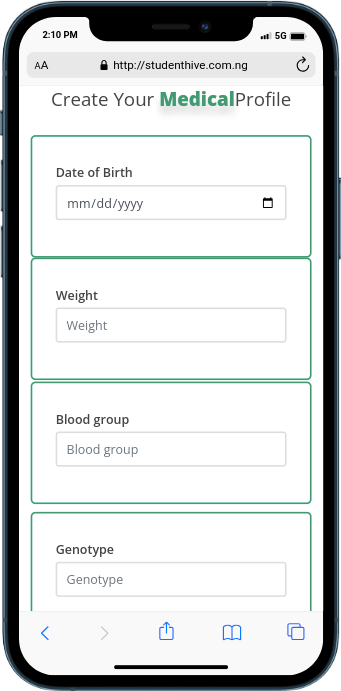 2:10 PM 5G
AA http://studenthive.com.ng
Create Your MedicalProfile
Date of Birth
mm/dd/yyyy
Weight
Weight
Blood group
Blood group
Genotype
Genotype